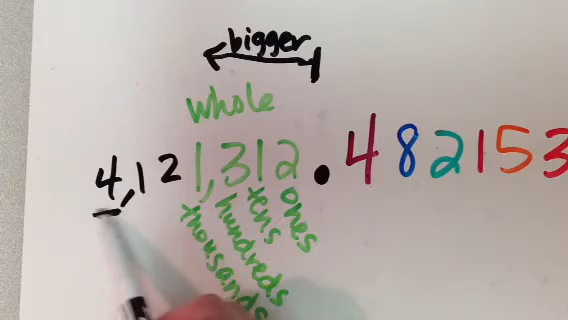 bigger
whole
4,121,312.482153
ones
tens
hundreds
thousands